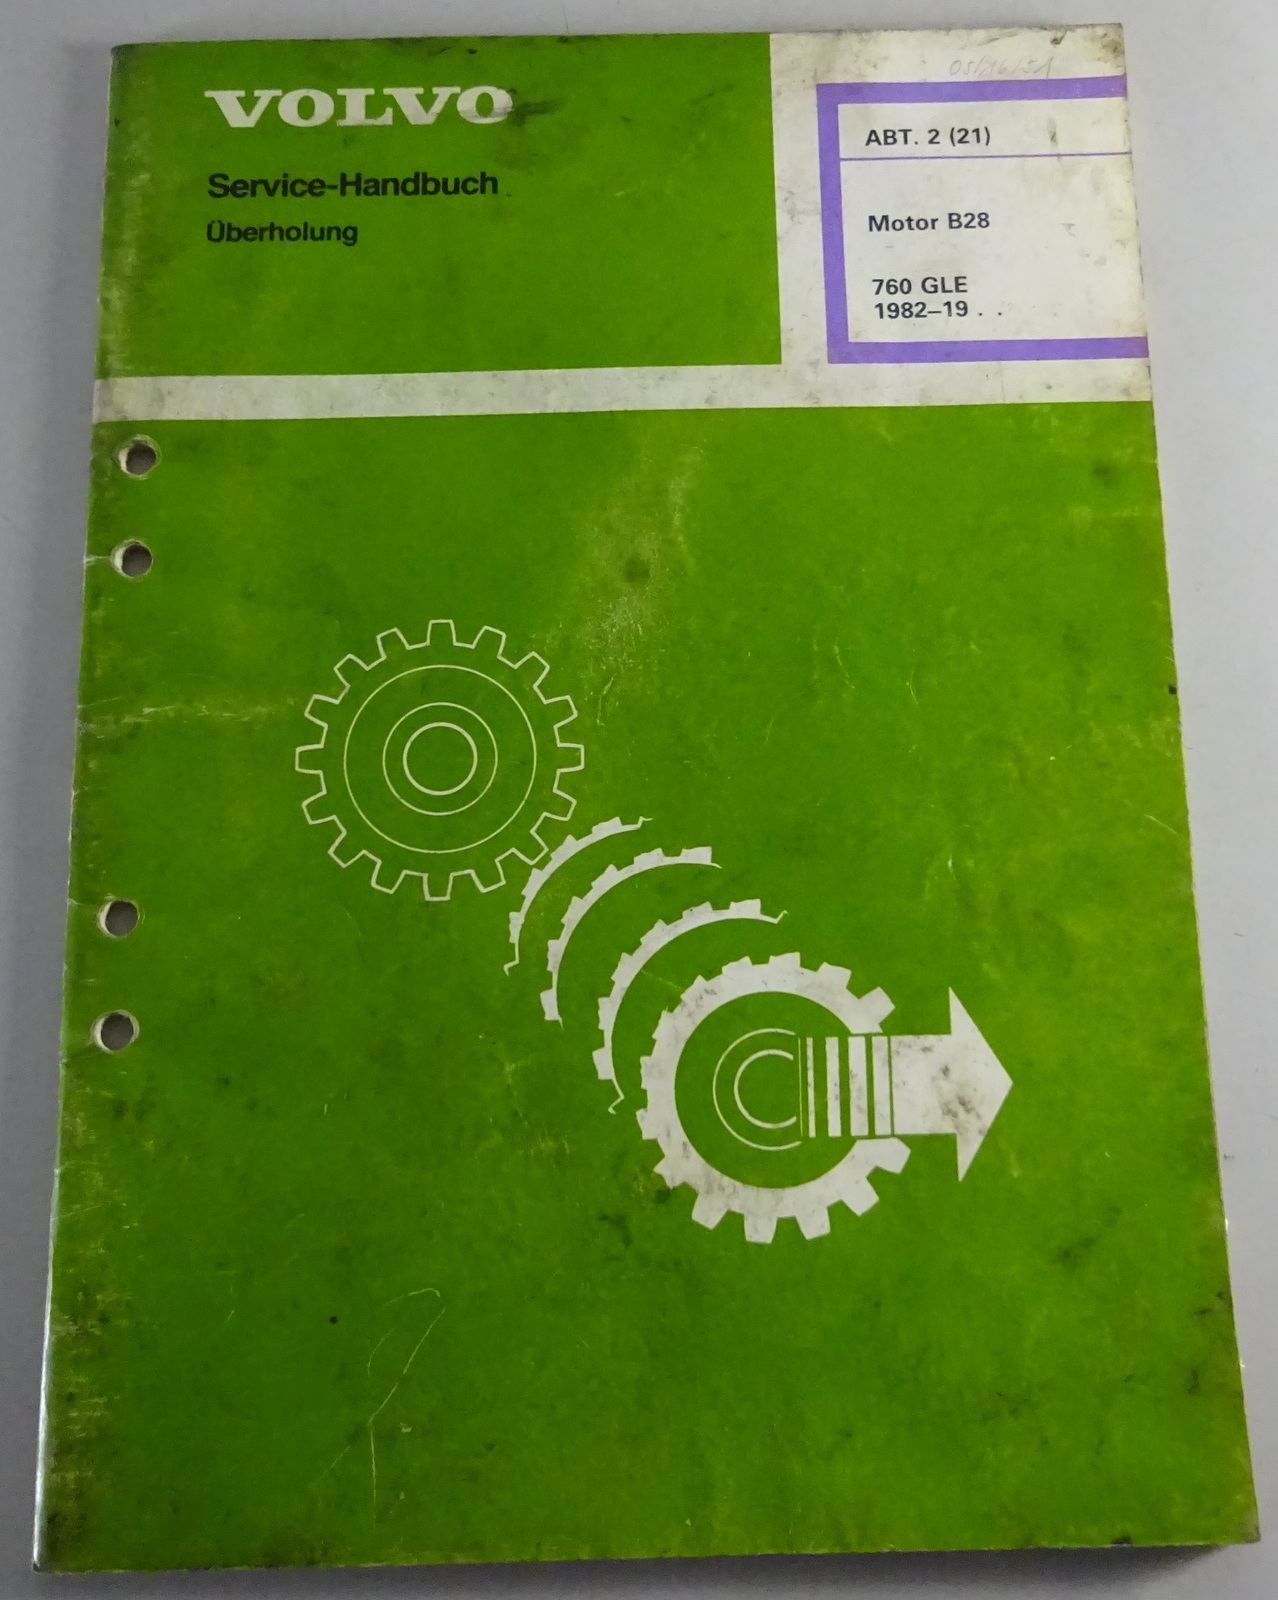 VOLVO
Service-Handbuch
Überholung
ABT. 2 (21)
Motor B28
760 GLE
1982–19 . .